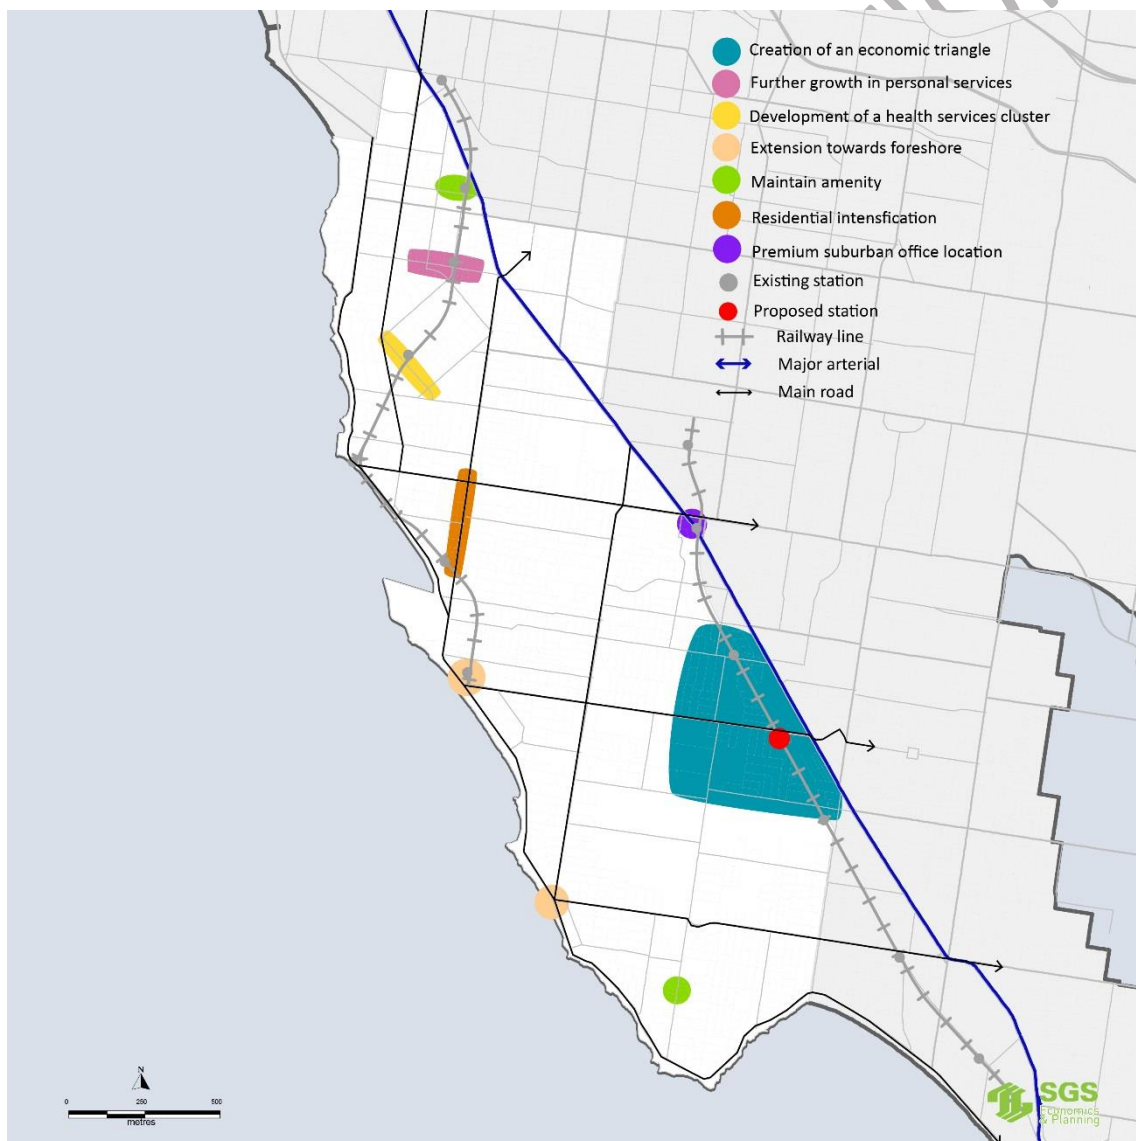 Creation of an economic triangle
Further growth in personal services
Development of a health services cluster
Extension towards foreshore
Maintain amenity
Residential intensfication
Premium suburban office location
Existing station
Proposed station
Railway line
Major arterial
Main road
N
0 250 500
metres
SGS
Economics
& Planning